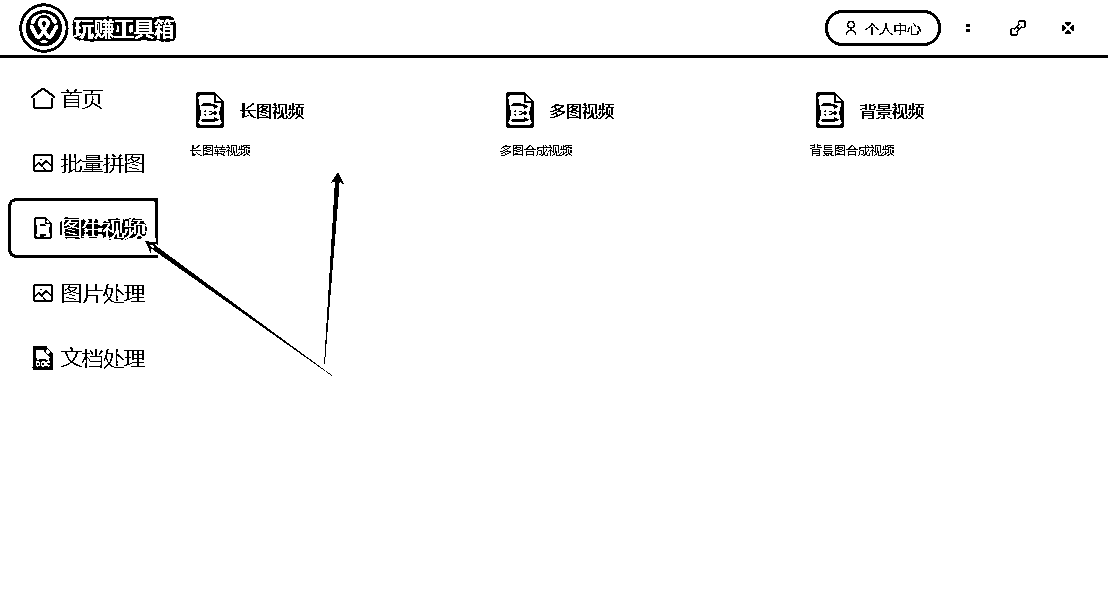 玩赚工具箱
个人中心
首页
批量拼图
图生视频
图片处理
文档处理
长图视频
长图转视频
多图视频
多图合成视频
背景视频
背景图合成视频